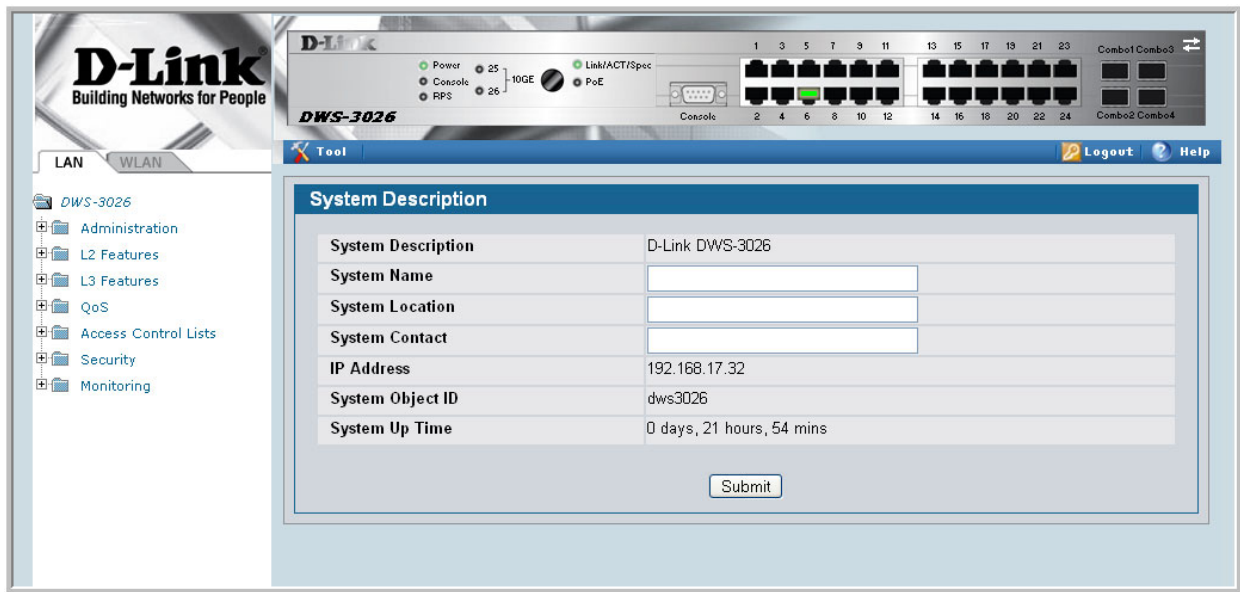 D-Link
Building Networks for People
D-Link
Power
Console
RPS
25
26
10GE
Link/ACT/Spec
PoE
DWS-3026
Console
1 3 5 7 9 11
13 15 17 19 21 23
2 4 6 8 10 12
14 16 18 20 22 24
Combo1 Combo3
Combo2 Combo4
LAN WLAN
Tool
Logout
Help
DWS-3026
Administration
L2 Features
L3 Features
QoS
Access Control Lists
Security
Monitoring
System Description
System Description D-Link DWS-3026
System Name
System Location
System Contact
IP Address 192.168.17.32
System Object ID dws3026
System Up Time 0 days, 21 hours, 54 mins
Submit